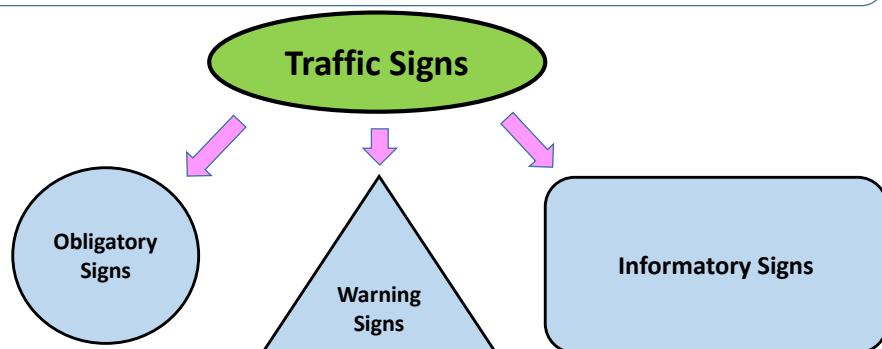 Traffic Signs
Obligatory
Signs
Warning
Signs
Informatory Signs